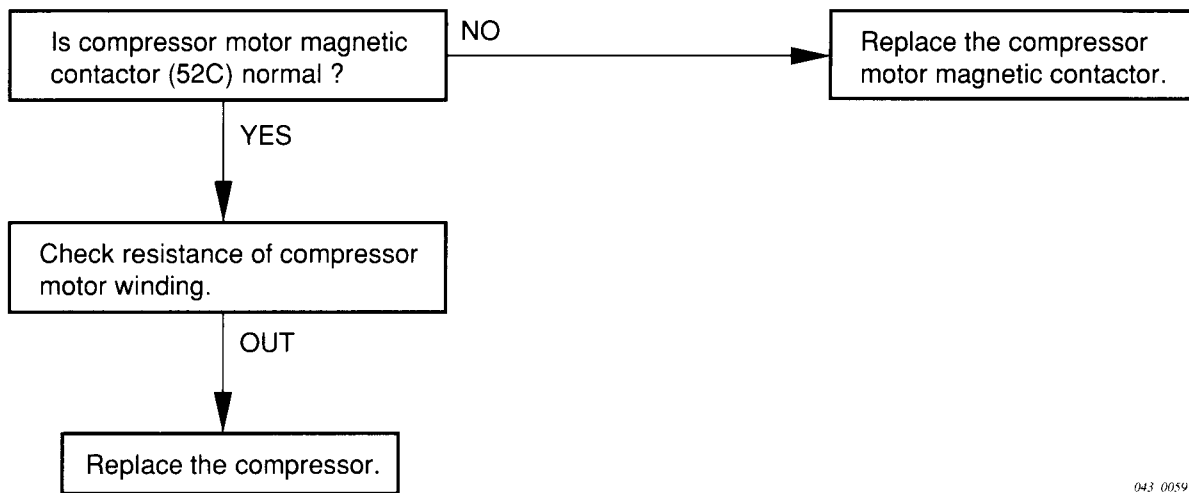 Is compressor motor magnetic
contactor (52C) normal ?
NO
Replace the compressor
motor magnetic contactor.
YES
Check resistance of compressor
motor winding.
OUT
Replace the compressor.
043 0059